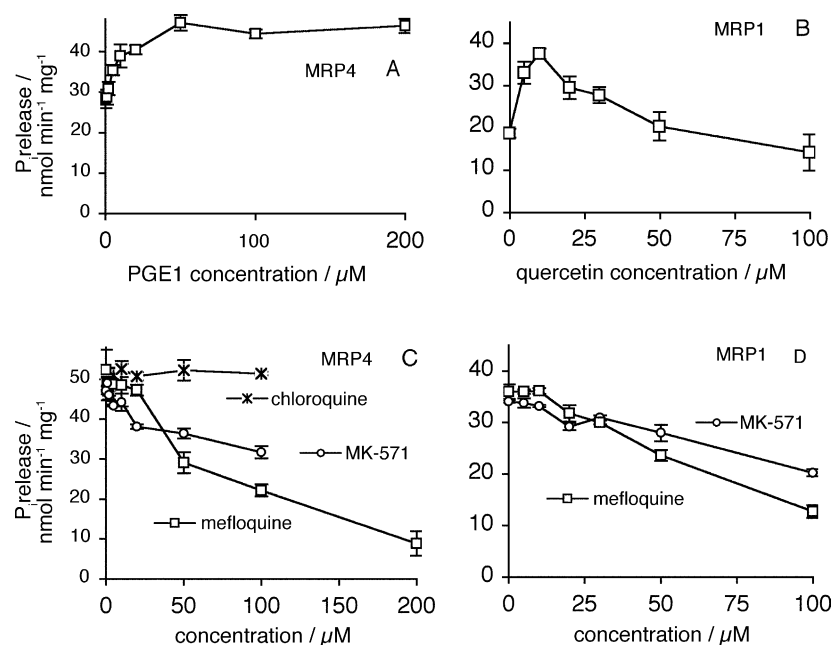 MRP4 A
40
30
20
10
0
0 100 200
PGE1 concentration / µM
Pi release /
nmol min-1 mg-1
MRP1 B
40
30
20
10
0
0 25 50 75 100
quercetin concentration / µM
MRP4 C
50
40
30
20
10
0
chloroquine
MK-571
mefloquine
0 50 100 150 200
concentration / µM
Pi release /
nmol min-1 mg-1
MRP1 D
40
30
20
10
0
MK-571
mefloquine
0 25 50 75 100
concentration / µM